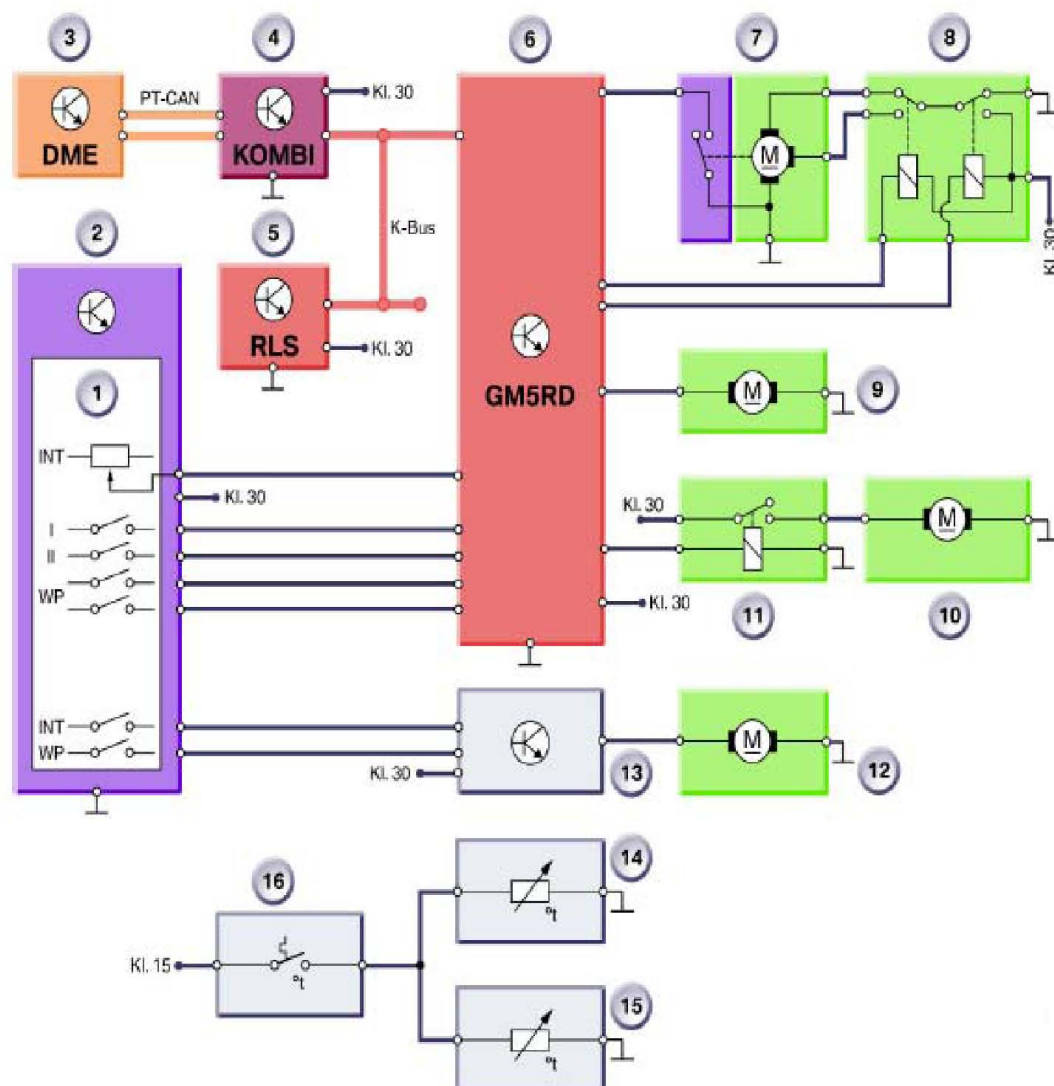 3
4
6
7
8
PT-CAN
Kl. 30
DME
KOMBI
M
2
5
K-Bus
Kl. 30
RLS
Kl. 30
GM5RD
M
9
1
INT
Kl. 30
Kl. 30
M
I
II
WP
Kl. 30
11
10
INT
WP
Kl. 30
13
M
12
14
°t
16
Kl. 15
°t
15
°t